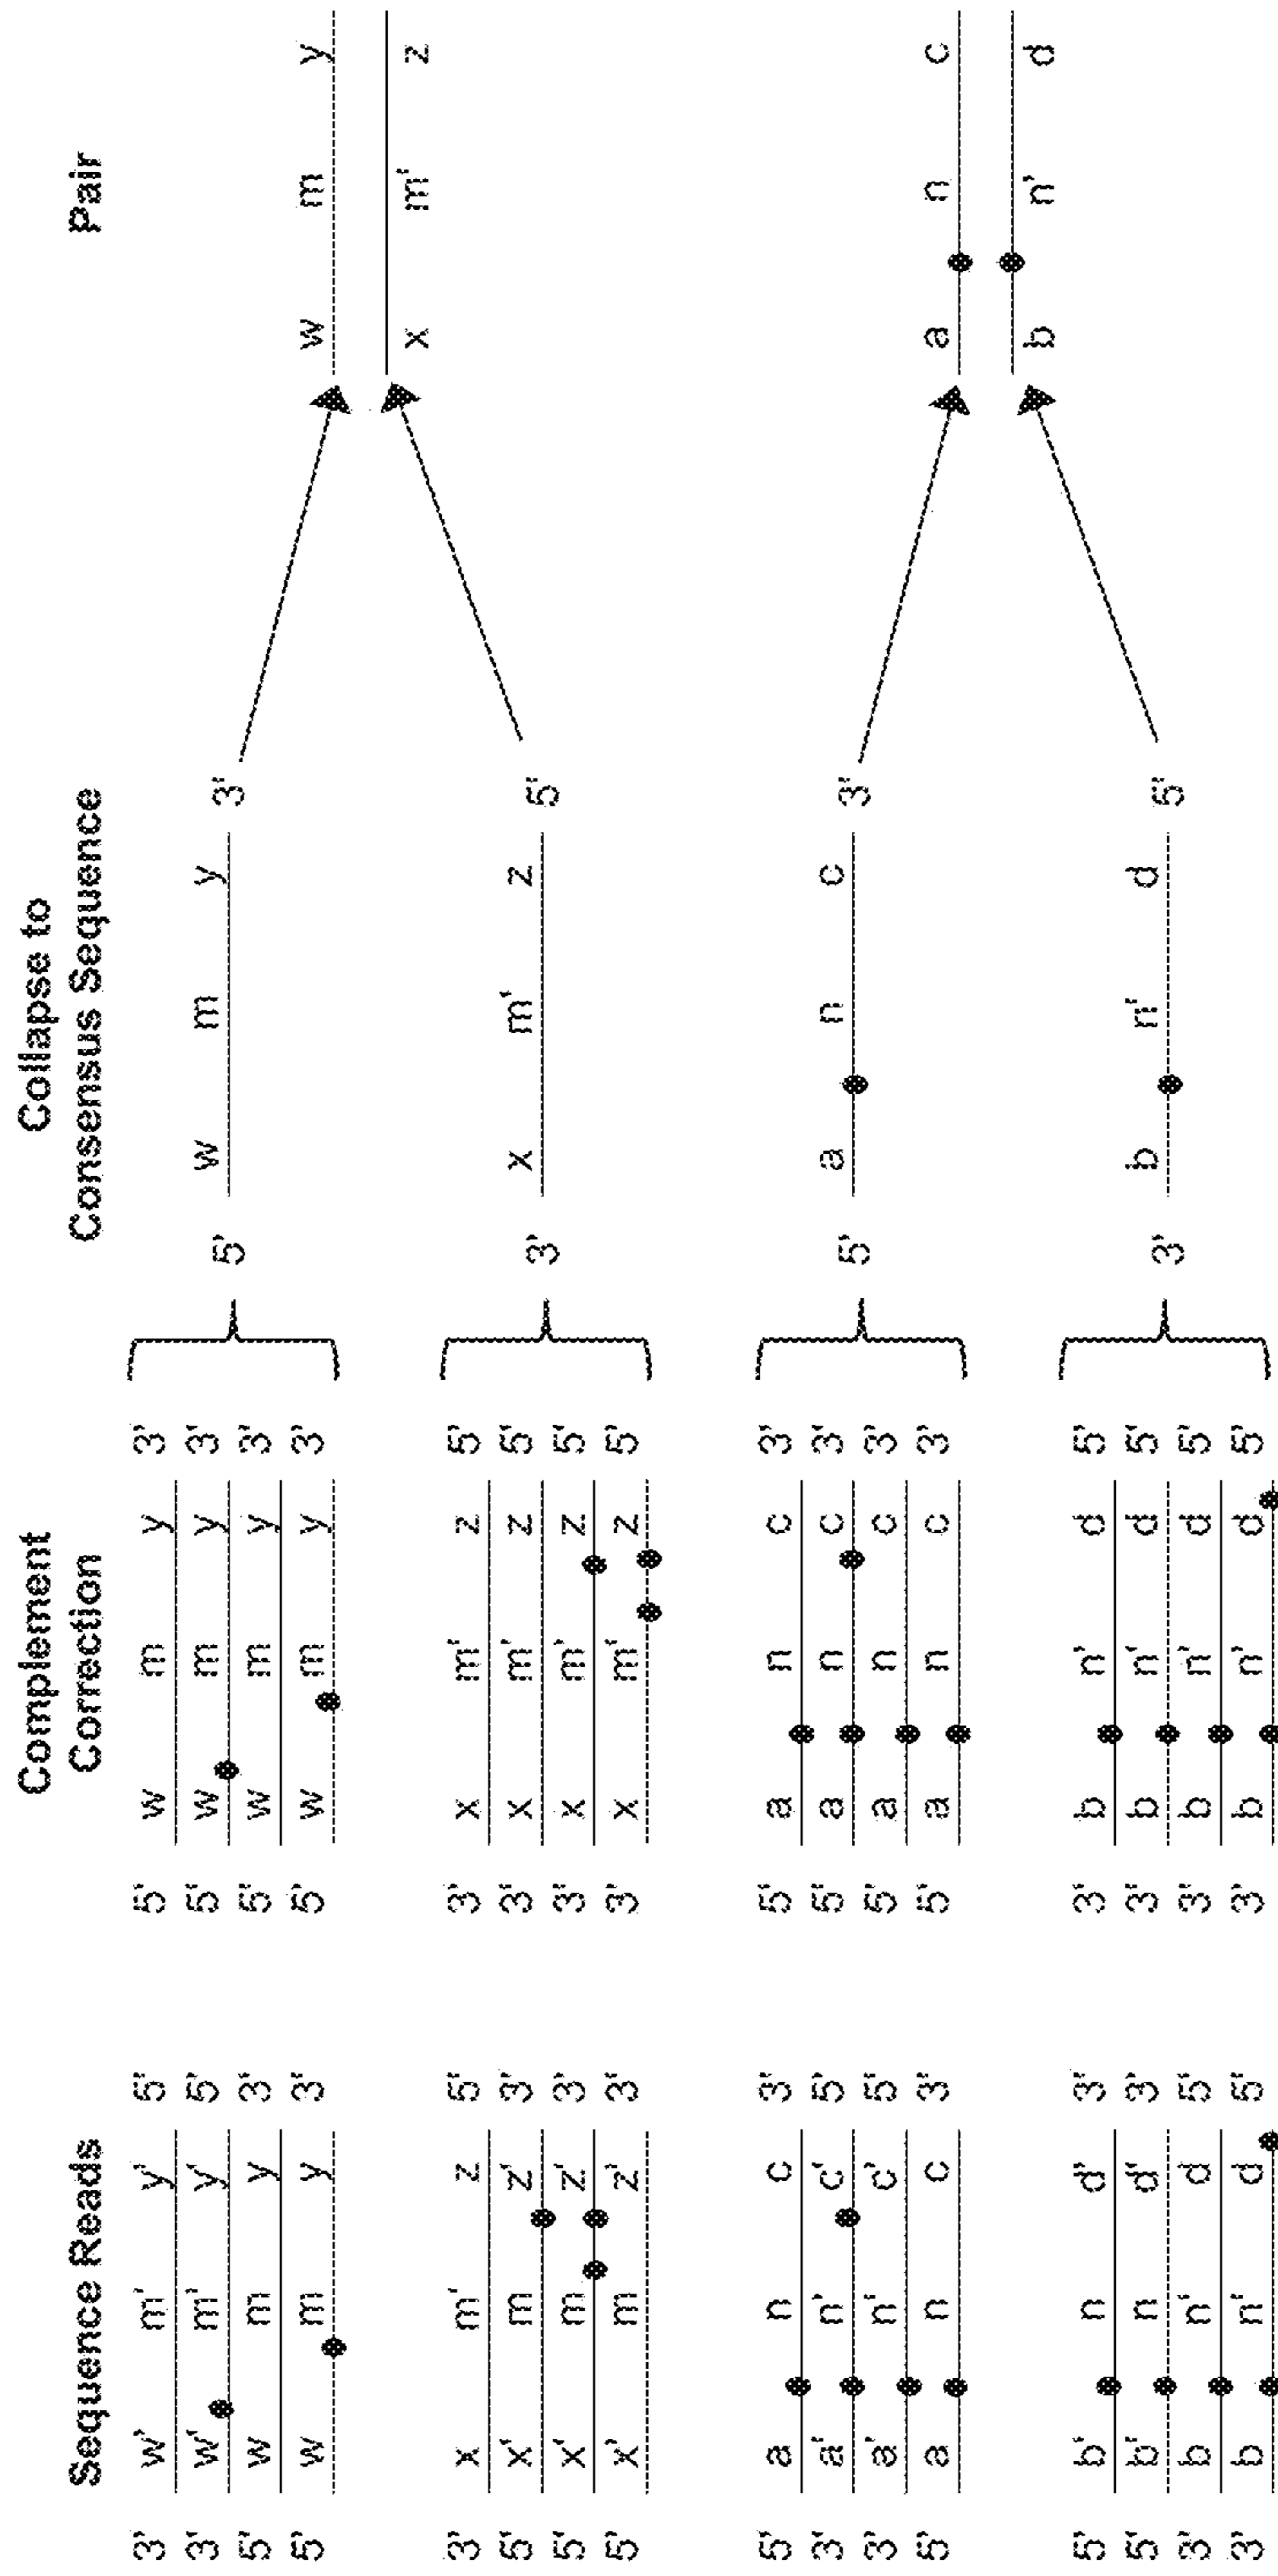 Sequence Reads
3' w' m' y' 5'
3' w' m' y' 5'
5' w m y 3'
5' w m y 3'
3' x m' z 5'
5' x' m z' 3'
5' x' m z' 3'
5' x' m z' 3'
5' a n c 3'
3' a' n' c' 5'
3' a' n' c' 5'
5' a n c 3'
5' b' n d' 3'
5' b' n d' 3'
3' b n' d 5'
3' b n' d 5'
Complement
Correction
5' w m y 3'
5' w m y 3'
5' w m y 3'
5' w m y 3'
3' x m' z 5'
3' x m' z 5'
3' x m' z 5'
3' x m' z 5'
5' a n c 3'
5' a n c 3'
5' a n c 3'
5' a n c 3'
3' b n' d 5'
3' b n' d 5'
3' b n' d 5'
3' b n' d 5'
Collapse to
Consensus Sequence
5' w m y 3'
3' x m' z 5'
5' a n c 3'
3' b n' d 5'
Pair
w m y
x m' z
a n c
b n' d